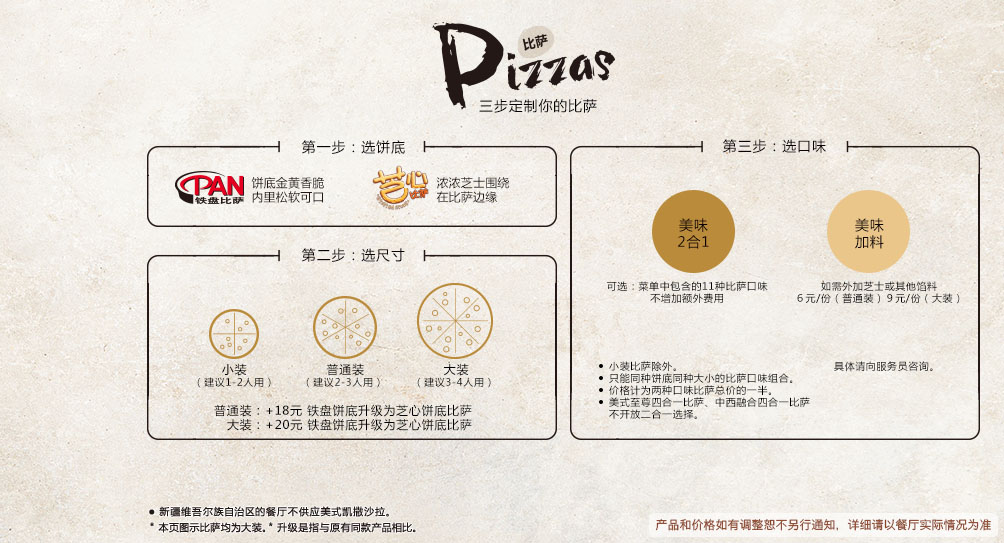 比萨
Pizzas
三步定制你的比萨
第一步：选饼底
PAN
铁盘比萨
饼底金黄香脆
内里松软可口
芝心
比萨
浓浓芝士围绕
在比萨边缘
第二步：选尺寸
小装
（建议1-2人用）
普通装
（建议2-3人用）
大装
（建议3-4人用）
普通装：+18元 铁盘饼底升级为芝心饼底比萨
大装：+20元 铁盘饼底升级为芝心饼底比萨
第三步：选口味
美味
2合1
可选：菜单中包含的11种比萨口味
不增加额外费用
美味
加料
如需外加芝士或其他馅料
6元/份（普通装）9元/份（大装）
• 小装比萨除外。
• 只能同种饼底同种大小的比萨口味组合。
• 价格计为两种口味比萨总价的一半。
• 美式至尊四合一比萨、中西融合四合一比萨
不开放二合一选择。
具体请向服务员咨询。
• 新疆维吾尔族自治区的餐厅不供应美式凯撒沙拉。
* 本页图示比萨均为大装。* 升级是指与原有同款产品相比。
产品和价格如有调整恕不另行通知，详细请以餐厅实际情况为准